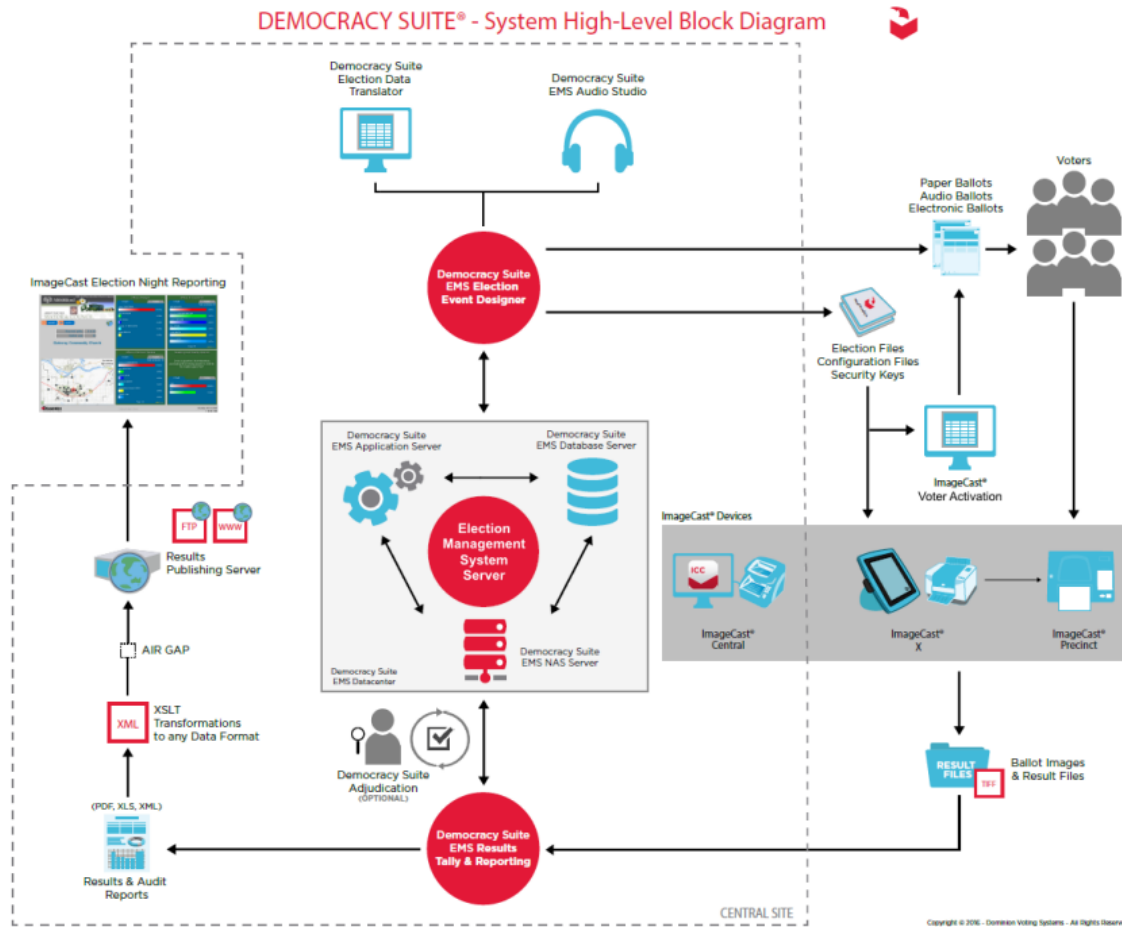 DEMOCRACY SUITE® - System High-Level Block Diagram
Democracy Suite
Election Data
Translator
Democracy Suite
EMS Audio Studio
Voters
Paper Ballots
Audio Ballots
Electronic Ballots
Democracy Suite
EMS Election
Event Designer
ImageCast Election Night Reporting
Election Files
Configuration Files
Security Keys
Democracy Suite
EMS Application Server
Democracy Suite
EMS Database Server
ImageCast®
Voter Activation
Election
Management
System
Server
FTP
WWW
Results
Publishing Server
ImageCast® Devices
ICC
ImageCast®
Central
ImageCast®
X
ImageCast®
Precinct
AIR GAP
Democracy Suite
EMS NAS Server
Democracy Suite
EMS Datacenter
XML
XSLT
Transformations
to any Data Format
Democracy Suite
Adjudication
(OPTIONAL)
RESULT
FILES
TIFF
Ballot Images
& Result Files
(PDF, XLS, XML)
Democracy Suite
EMS Results
Tally & Reporting
Results & Audit
Reports
CENTRAL SITE
Copyright © 2016 - Dominion Voting Systems - All Rights